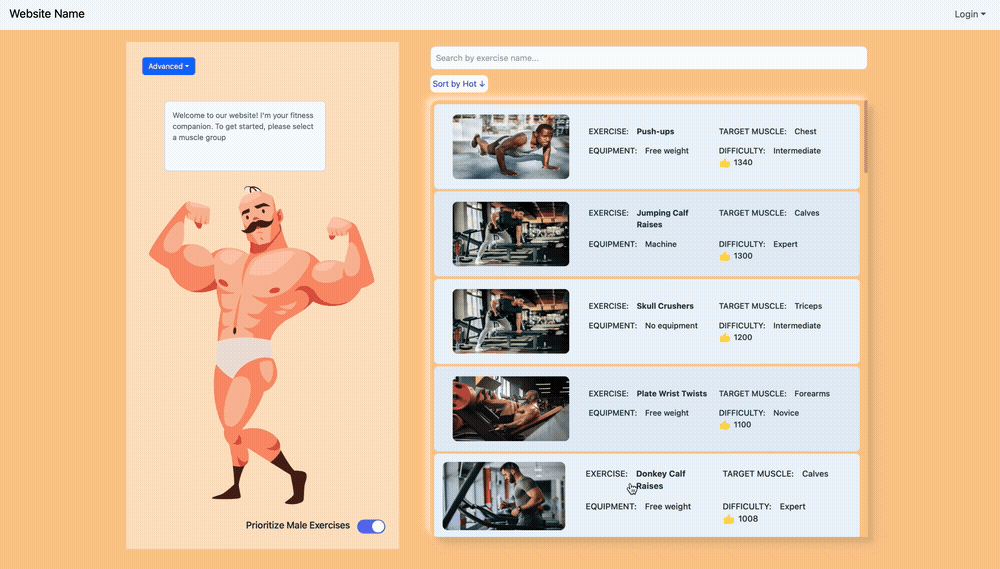 Website Name
Login
Advanced
Welcome to our website! I'm your fitness
companion. To get started, please select
a muscle group
Prioritize Male Exercises
Search by exercise name...
Sort by Hot ↓
EXERCISE: Push-ups TARGET MUSCLE: Chest
EQUIPMENT: Free weight DIFFICULTY: Intermediate
1340
EXERCISE: Jumping Calf TARGET MUSCLE: Calves
Raises
EQUIPMENT: Machine DIFFICULTY: Expert
1300
EXERCISE: Skull Crushers TARGET MUSCLE: Triceps
EQUIPMENT: No equipment DIFFICULTY: Intermediate
1200
EXERCISE: Plate Wrist Twists TARGET MUSCLE: Forearms
EQUIPMENT: Free weight DIFFICULTY: Novice
1100
EXERCISE: Donkey Calf TARGET MUSCLE: Calves
Raises
EQUIPMENT: Free weight DIFFICULTY: Expert
1008